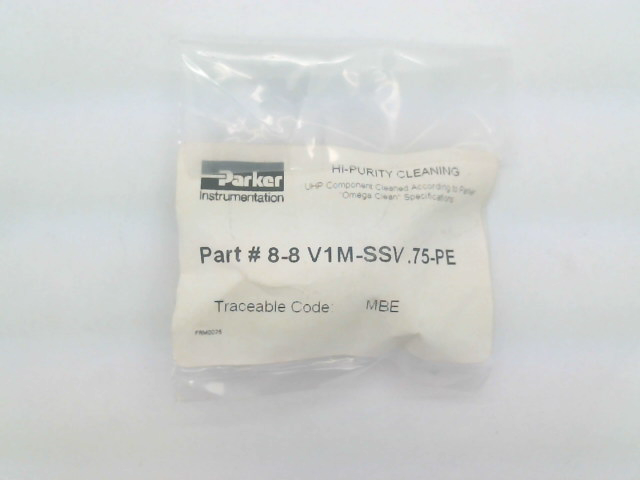 Parker
Instrumentation
HI-PURITY CLEANING
UHP Component Cleaned According to Parker
"Omega Clean" Specifications
Part # 8-8 V1M-SSV .75-PE
Traceable Code: MBE